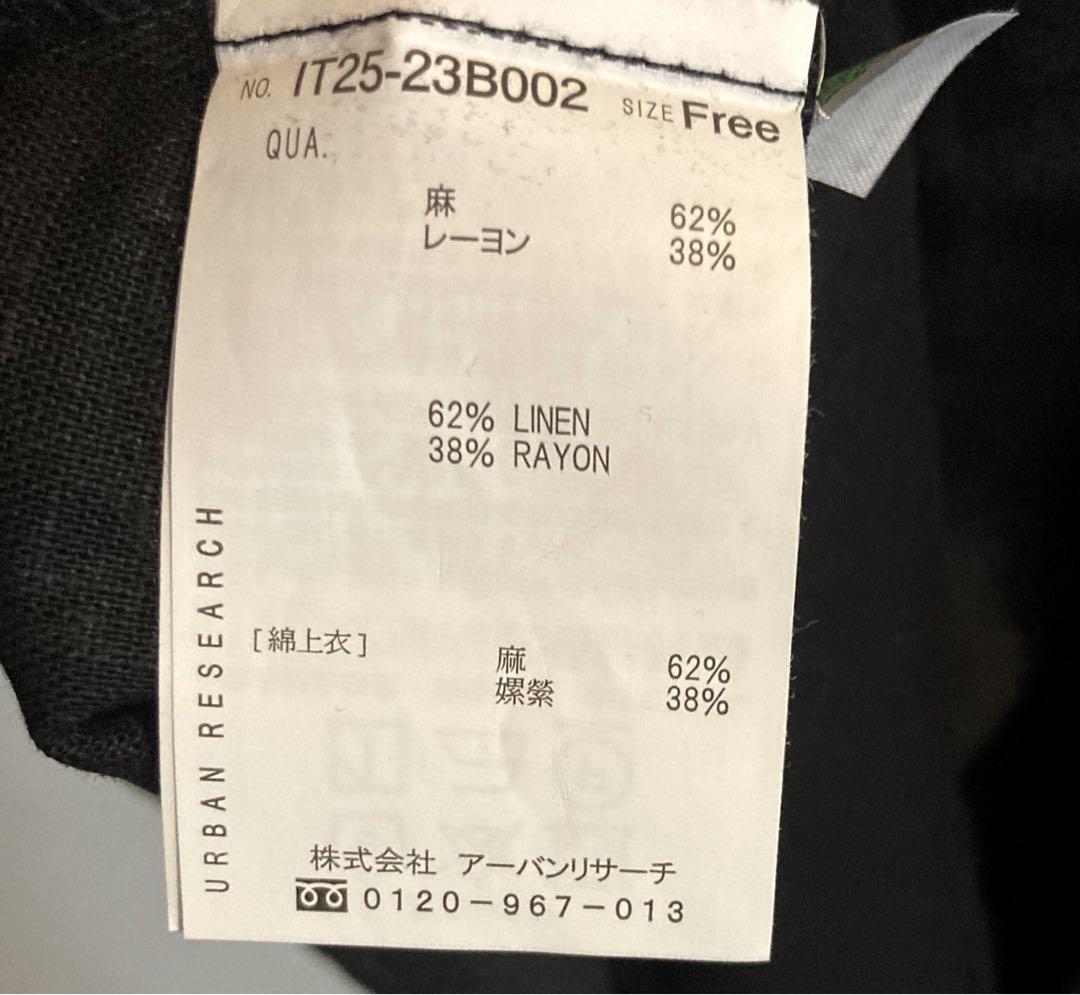 NO. IT25-23B002 SIZE Free
QUA.
麻 62%
レーヨン 38%
62% LINEN
38% RAYON
[綿上衣]
麻 62%
嫘縈 38%
URBAN RESEARCH
株式会社 アーバンリサーチ
0120-967-013